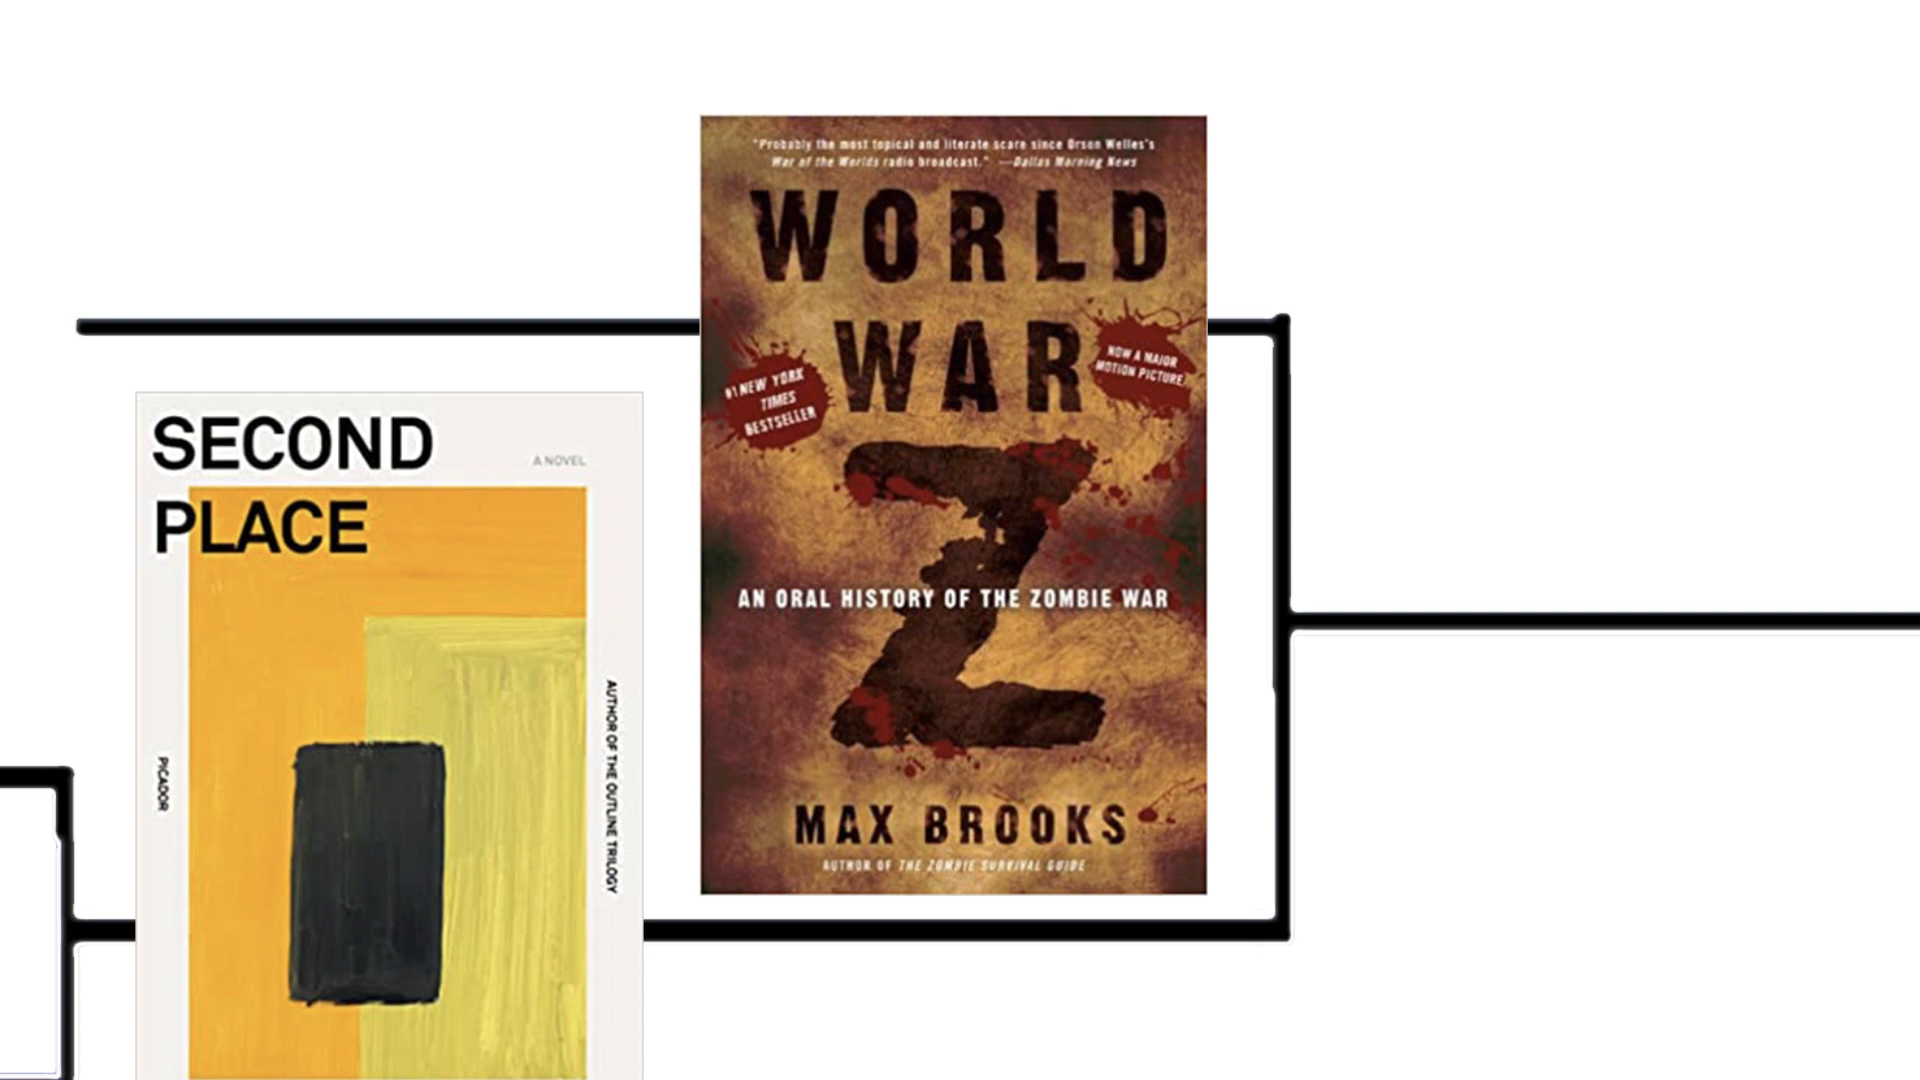 "Probably the most topical and literate scare since Orson Welles's
War of the Worlds radio broadcast." —Dallas Morning News
WORLD
WAR
#1 NEW YORK
TIMES
BESTSELLER
NOW A MAJOR
MOTION PICTURE
Z
AN ORAL HISTORY OF THE ZOMBIE WAR
MAX BROOKS
AUTHOR OF THE ZOMBIE SURVIVAL GUIDE
SECOND
A NOVEL
PLACE
PICADOR
AUTHOR OF THE OUTLINE TRILOGY